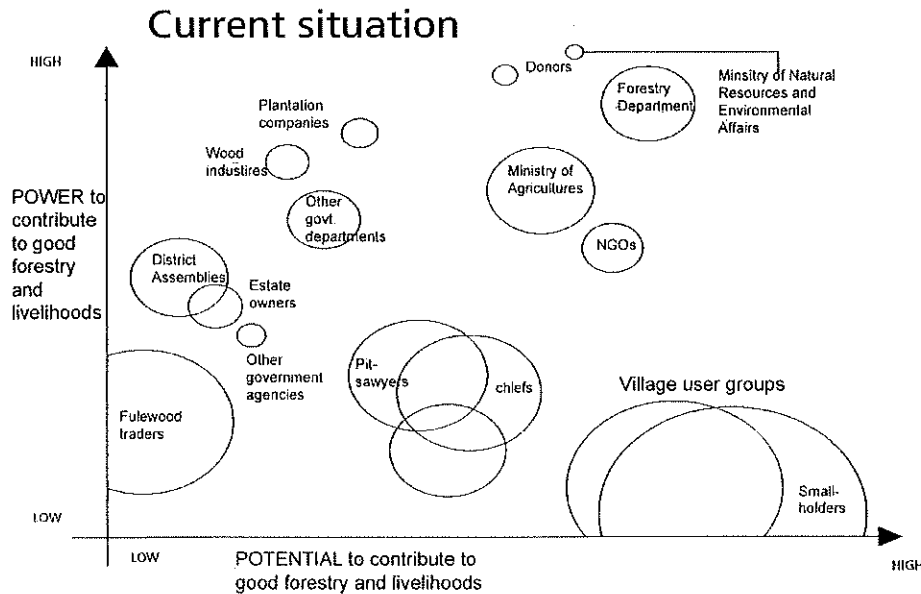 Current situation
HIGH
Donors
Minsitry of Natural
Resources and
Environmental
Affairs
Forestry
Department
Plantation
companies
Wood
industires
Ministry of
Agricultures
POWER to
contribute
to good
forestry
and
livelihoods
Other
govt.
departments
NGOs
District
Assemblies
Estate
owners
Other
government
agencies
Pit-
sawyers
chiefs
Village user groups
Fulewood
traders
Small-
holders
LOW
LOW
POTENTIAL to contribute to
good forestry and livelihoods
HIGH